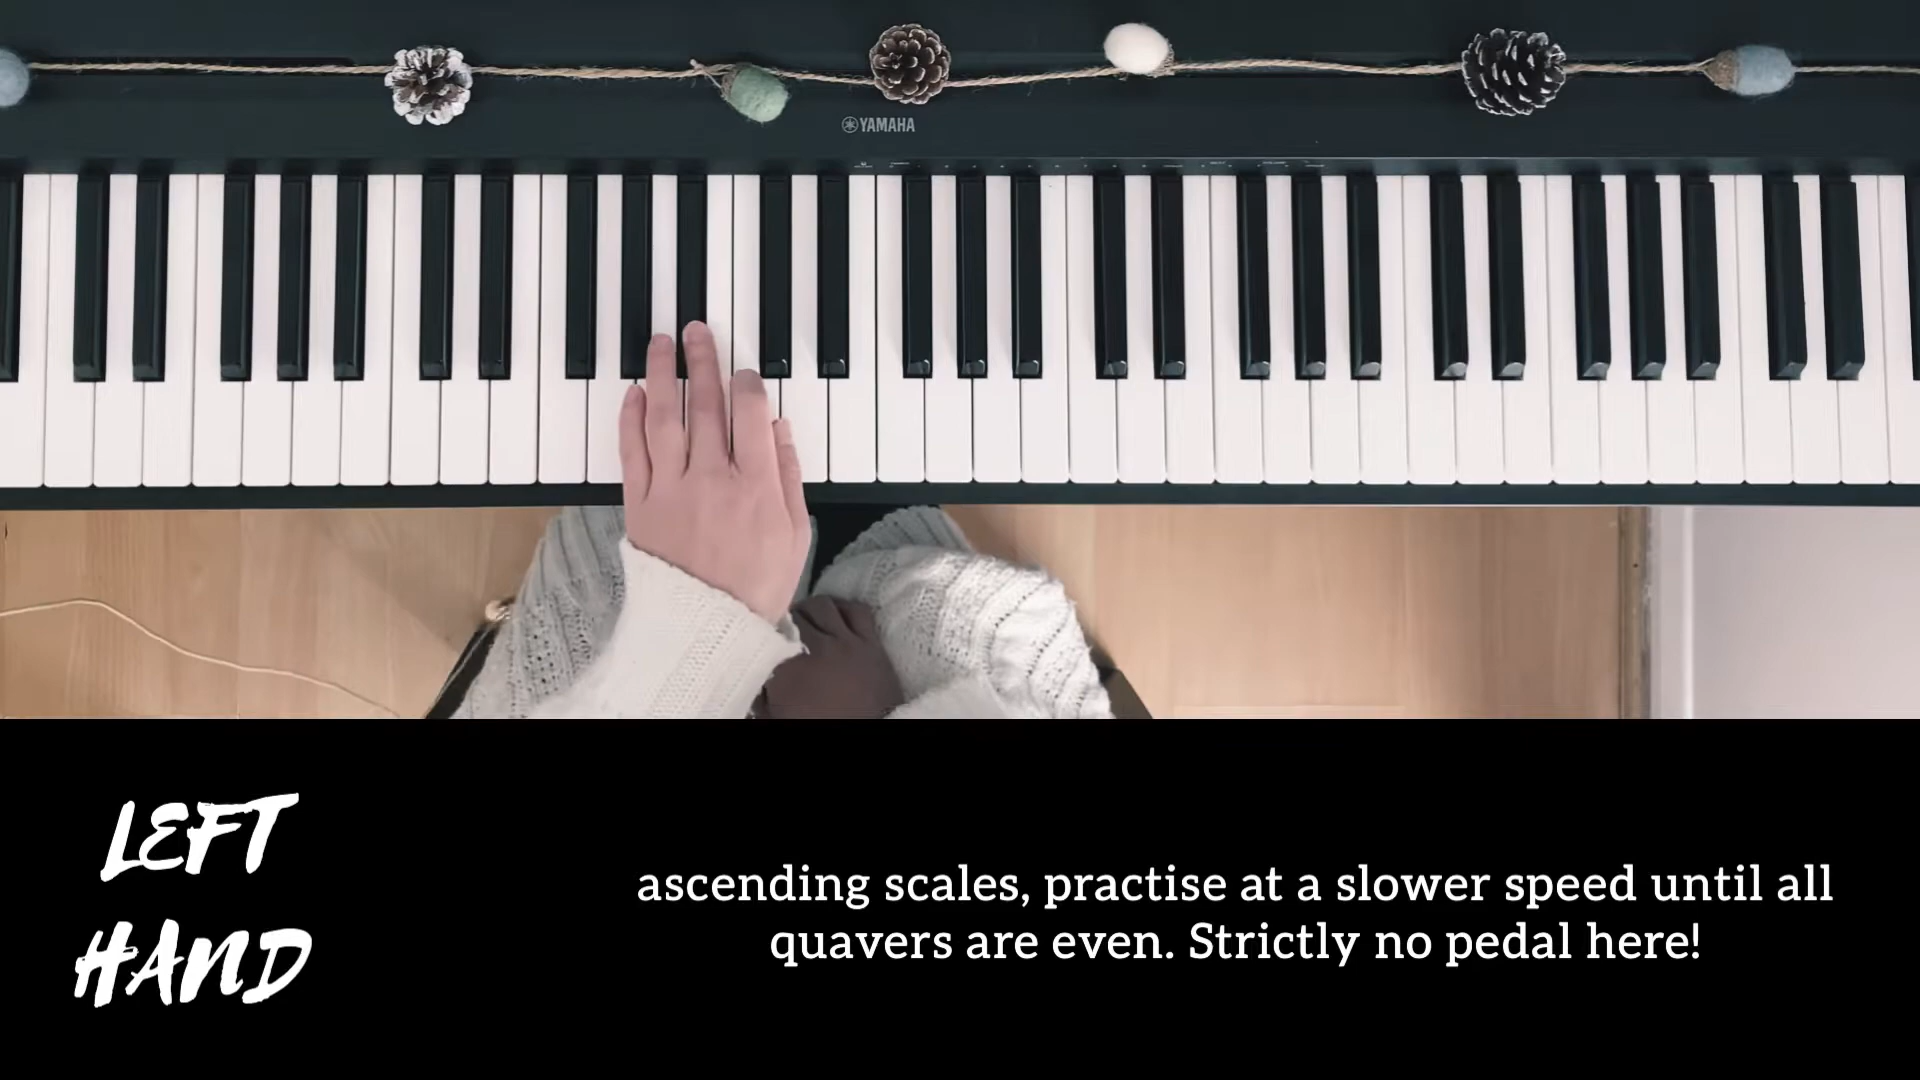 YAMAHA
LEFT
HAND
ascending scales, practise at a slower speed until all
quavers are even. Strictly no pedal here!